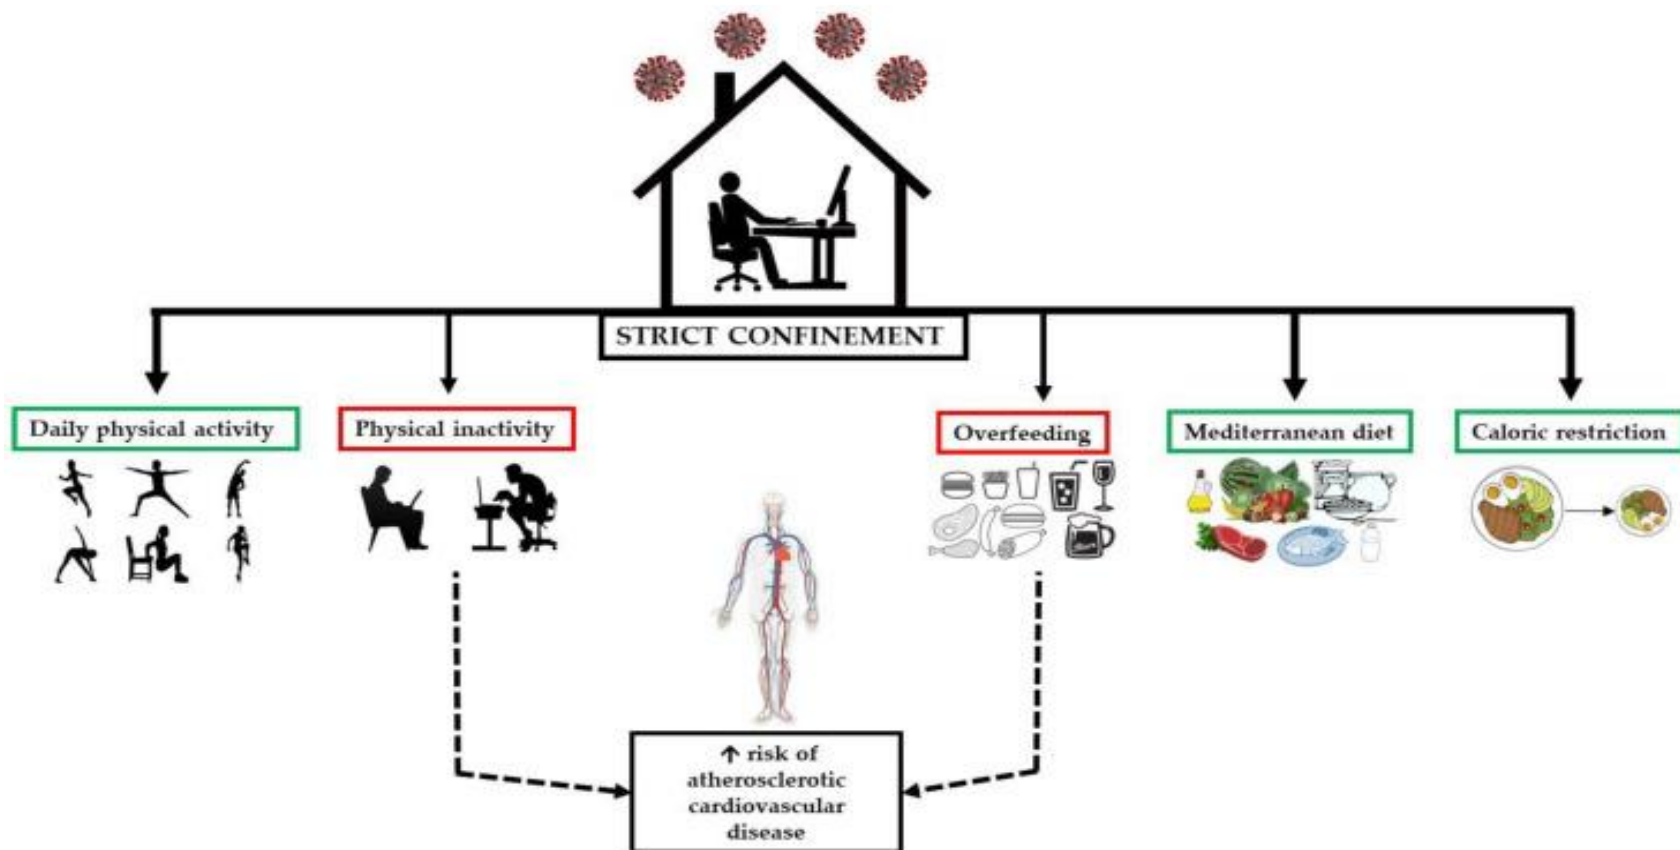 STRICT CONFINEMENT
Daily physical activity
Physical inactivity
Overfeeding
Mediterranean diet
Caloric restriction
↑ risk of
atherosclerotic
cardiovascular
disease